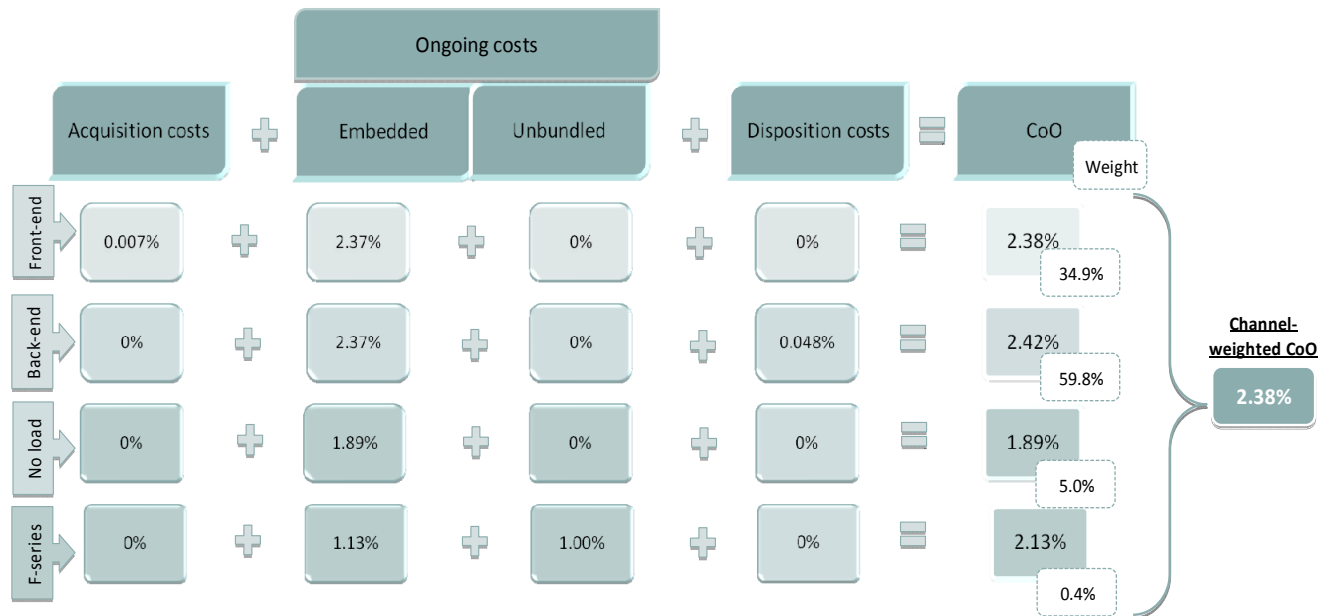 Ongoing costs
Acquisition costs
Embedded
Unbundled
Disposition costs
CoO
Weight
Front-end
0.007%
2.37%
0%
0%
2.38%
34.9%
Back-end
0%
2.37%
0%
0.048%
2.42%
59.8%
No load
0%
1.89%
0%
0%
1.89%
5.0%
F-series
0%
1.13%
1.00%
0%
2.13%
0.4%
Channel-
weighted CoO
2.38%